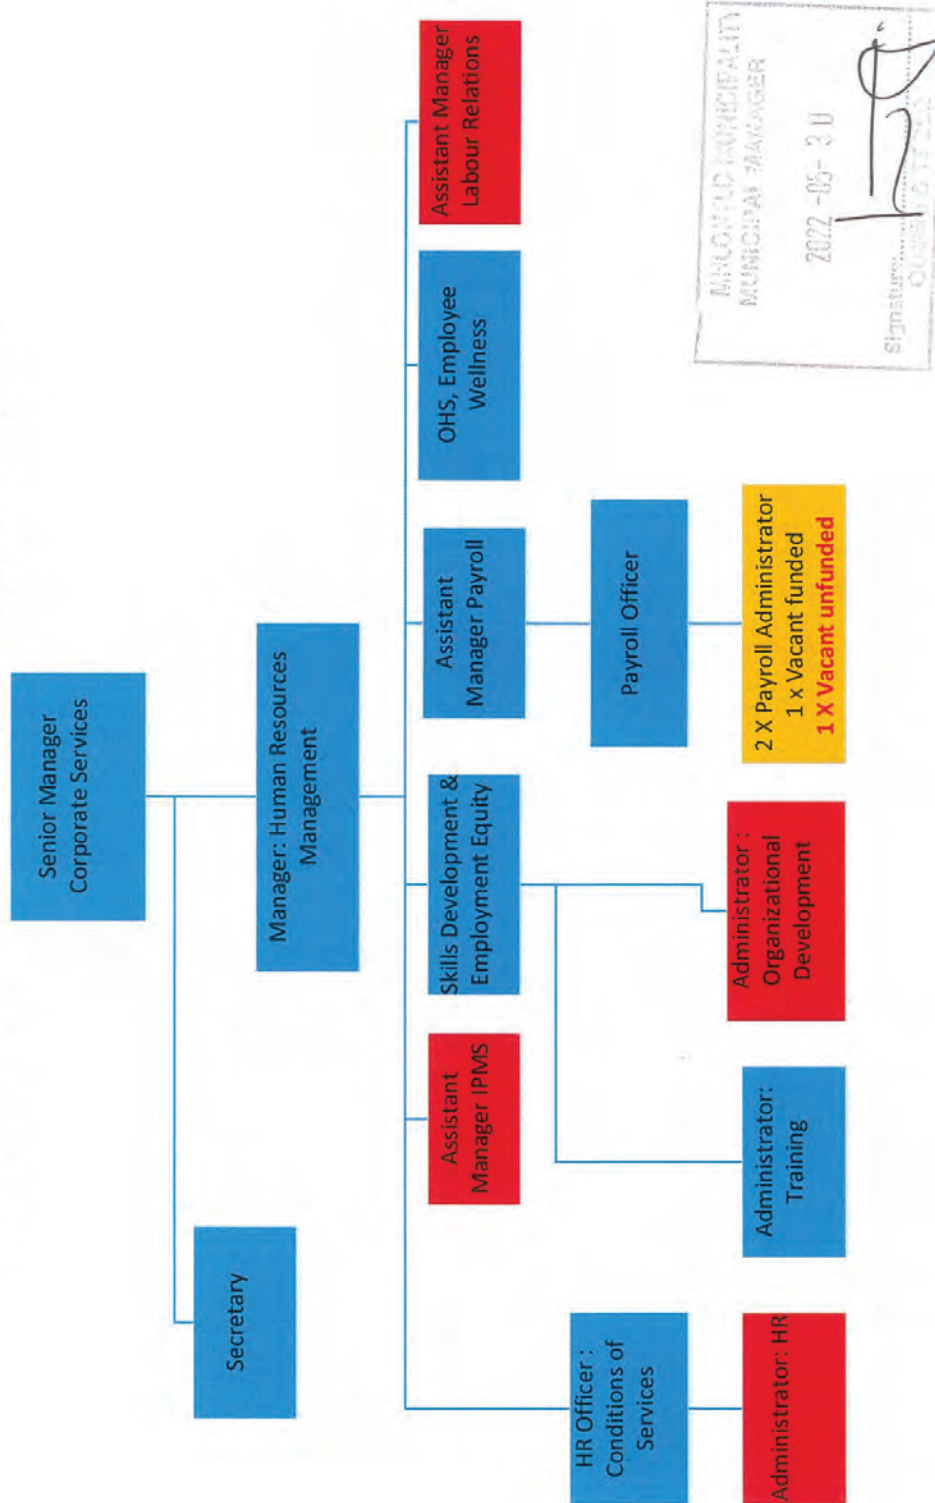 Senior Manager
Corporate Services
Secretary
Manager: Human Resources
Management
HR Officer :
Conditions of
Services
Assistant
Manager IPMS
Skills Development &
Employment Equity
Assistant
Manager Payroll
OHS, Employee
Wellness
Assistant Manager
Labour Relations
Payroll Officer
Administrator: HR
Administrator:
Training
Administrator :
Organizational
Development
2 X Payroll Administrator
1 x Vacant funded
1 X Vacant unfunded
MUNICIPALITY
MUNICIPAL MANAGER
2022 -05- 30
Signature: